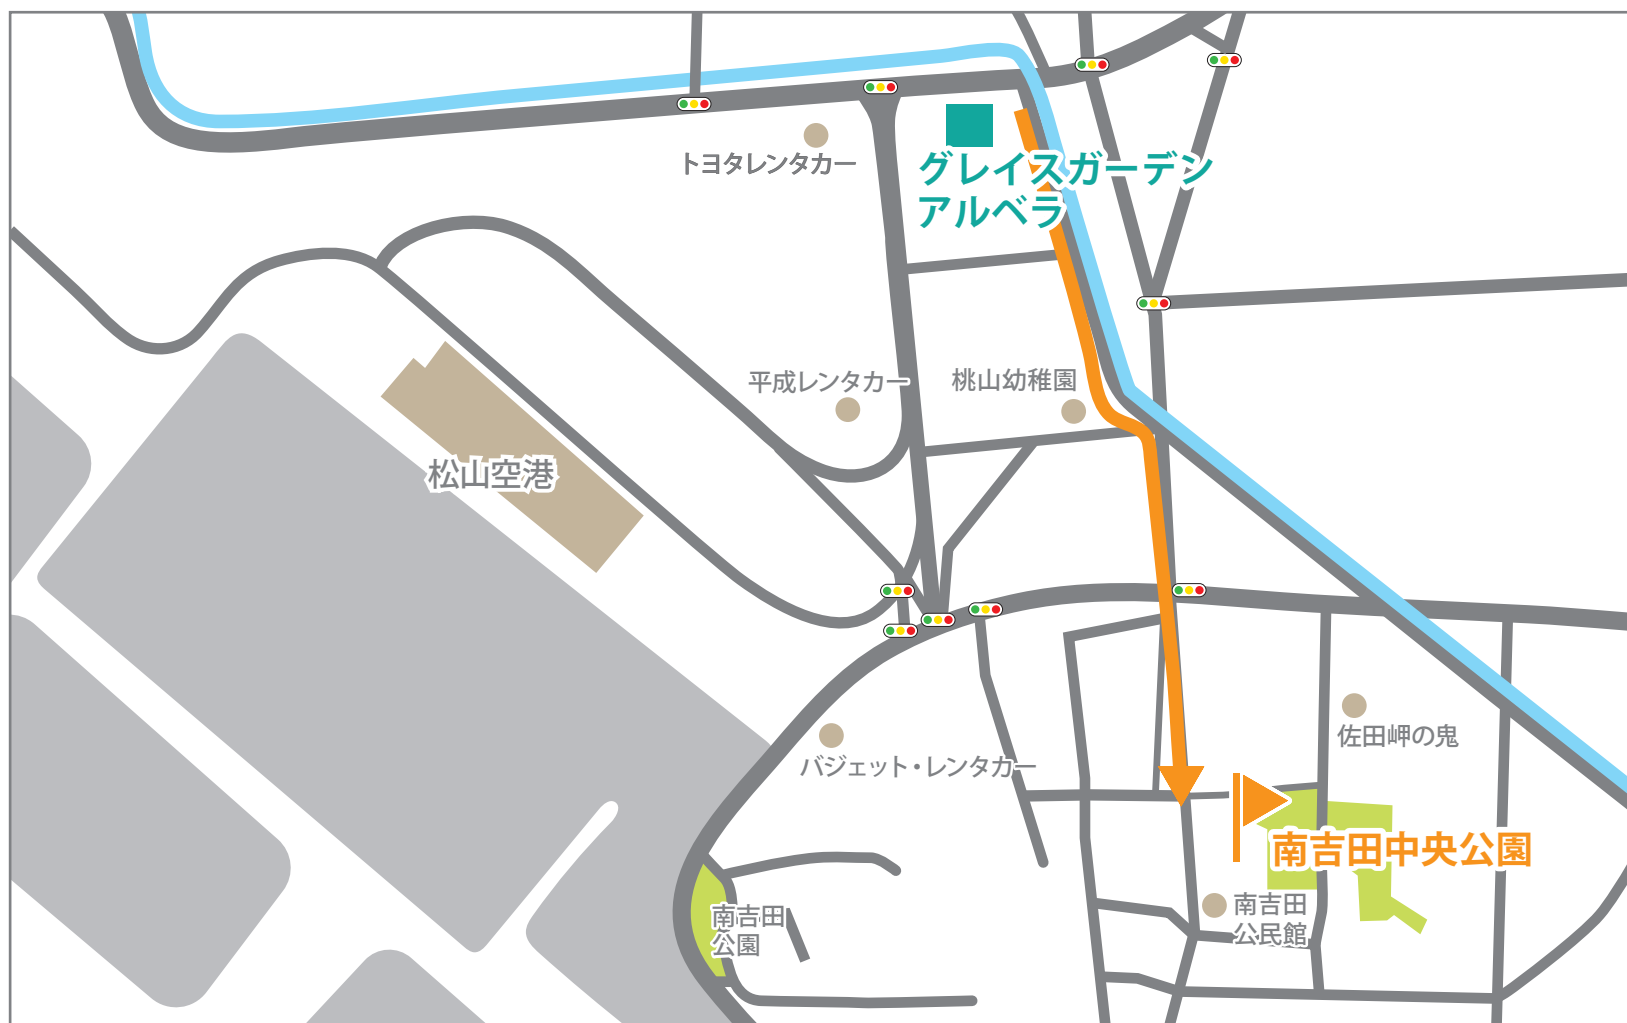 トヨタレンタカー
グレイスガーデン
アルベラ
平成レンタカー
桃山幼稚園
松山空港
バジェット・レンタカー
佐田岬の鬼
南吉田中央公園
南吉田
公民館
南吉田
公園